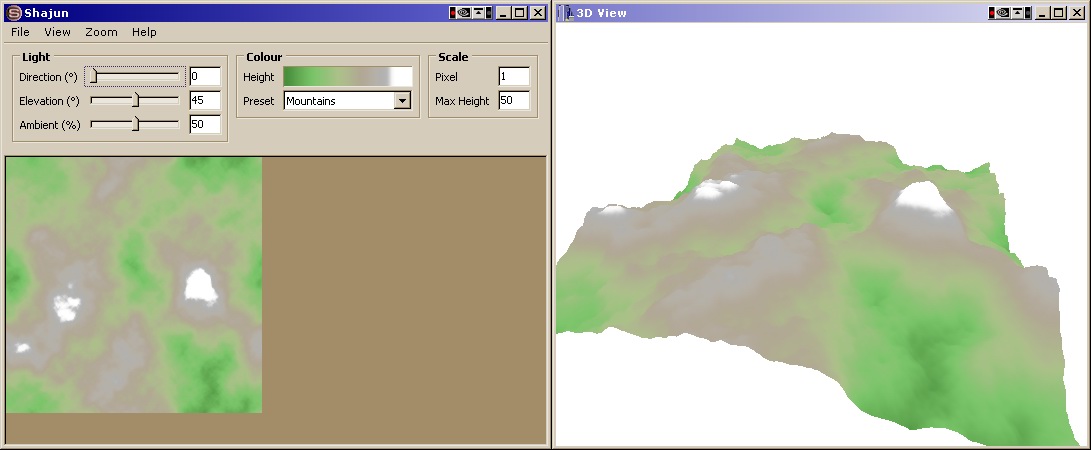 Shajun
File View Zoom Help
Light
Direction (°) 0
Elevation (°) 45
Ambient (%) 50
Colour
Height
Preset Mountains
Scale
Pixel 1
Max Height 50
3D View